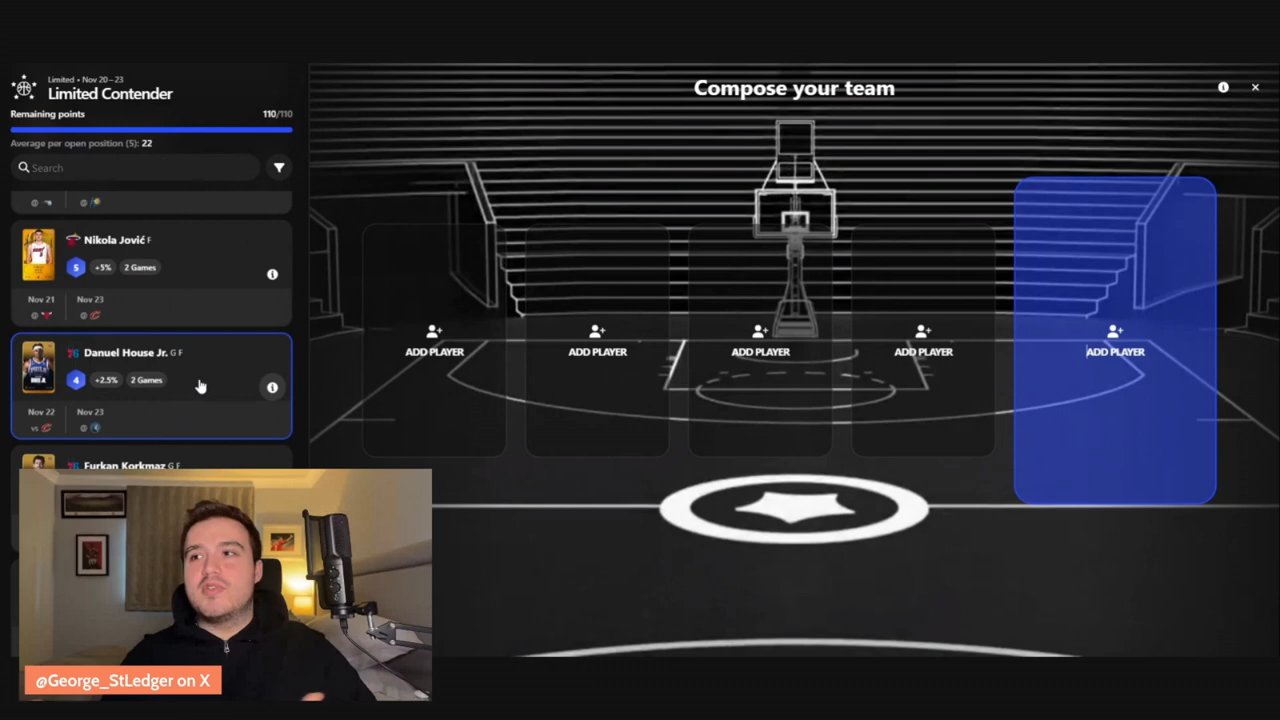 Limited • Nov 20-23
Limited Contender
Remaining points
110/110
Average per open position (5): 22
Search
Nikola Jović F
5
+5%
2 Games
Nov 21
Nov 23
Danuel House Jr. G F
4
+2.5%
2 Games
Nov 22
Nov 23
vs
Furkan Korkmaz G F
Compose your team
ADD PLAYER
ADD PLAYER
ADD PLAYER
ADD PLAYER
ADD PLAYER
@George_StLedger on X